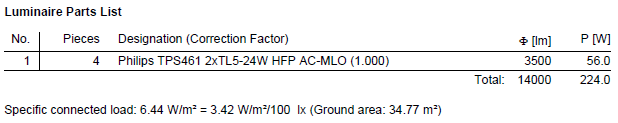 Luminaire Parts List
No. Pieces Designation (Correction Factor) Φ [lm] P [W]
1 4 Philips TPS461 2xTL5-24W HFP AC-MLO (1.000) 3500 56.0
Total: 14000 224.0
Specific connected load: 6.44 W/m² = 3.42 W/m²/100 lx (Ground area: 34.77 m²)